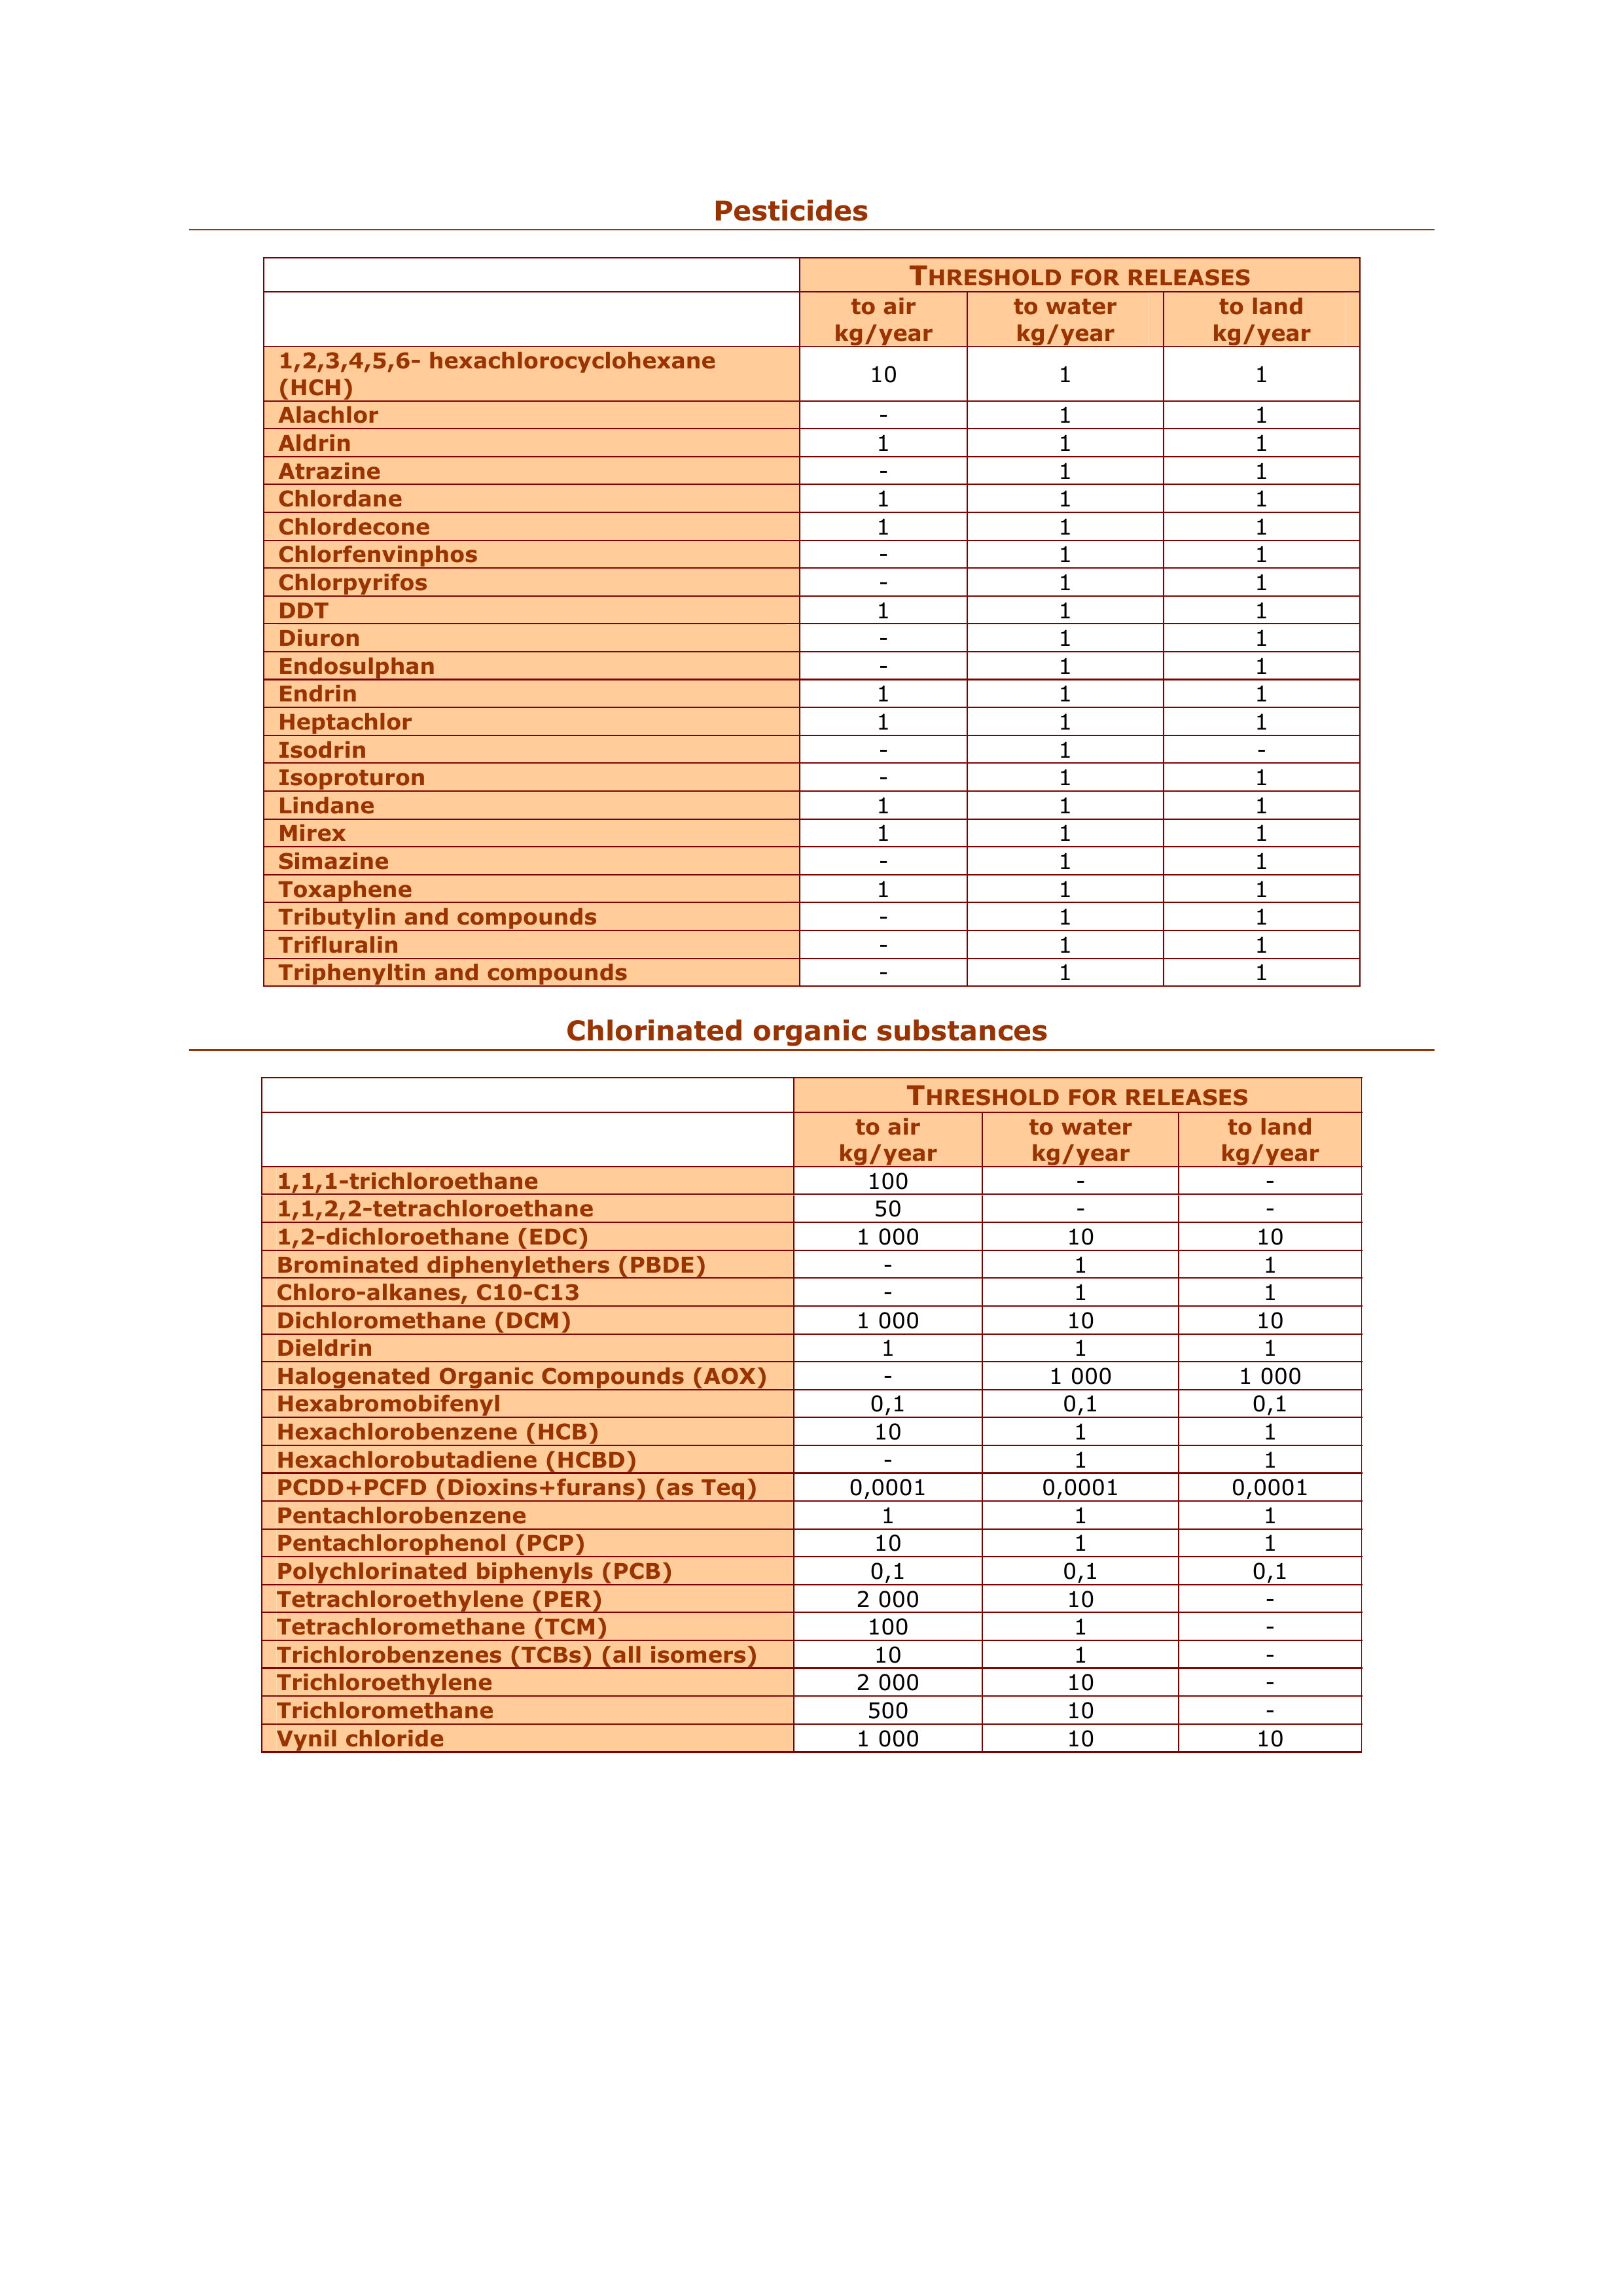 Pesticides
THRESHOLD FOR RELEASES
to air kg/year to water kg/year to land kg/year
1,2,3,4,5,6- hexachlorocyclohexane (HCH) 10 1 1
Alachlor - 1 1
Aldrin 1 1 1
Atrazine - 1 1
Chlordane 1 1 1
Chlordecone 1 1 1
Chlorfenvinphos - 1 1
Chlorpyrifos - 1 1
DDT 1 1 1
Diuron - 1 1
Endosulphan - 1 1
Endrin 1 1 1
Heptachlor 1 1 1
Isodrin - 1 -
Isoproturon - 1 1
Lindane 1 1 1
Mirex 1 1 1
Simazine - 1 1
Toxaphene 1 1 1
Tributylin and compounds - 1 1
Trifluralin - 1 1
Triphenyltin and compounds - 1 1
Chlorinated organic substances
THRESHOLD FOR RELEASES
to air kg/year to water kg/year to land kg/year
1,1,1-trichloroethane 100 - -
1,1,2,2-tetrachloroethane 50 - -
1,2-dichloroethane (EDC) 1 000 10 10
Brominated diphenylethers (PBDE) - 1 1
Chloro-alkanes, C10-C13 - 1 1
Dichloromethane (DCM) 1 000 10 10
Dieldrin 1 1 1
Halogenated Organic Compounds (AOX) - 1 000 1 000
Hexabromobifenyl 0,1 0,1 0,1
Hexachlorobenzene (HCB) 10 1 1
Hexachlorobutadiene (HCBD) - 1 1
PCDD+PCFD (Dioxins+furans) (as Teq) 0,0001 0,0001 0,0001
Pentachlorobenzene 1 1 1
Pentachlorophenol (PCP) 10 1 1
Polychlorinated biphenyls (PCB) 0,1 0,1 0,1
Tetrachloroethylene (PER) 2 000 10 -
Tetrachloromethane (TCM) 100 1 -
Trichlorobenzenes (TCBs) (all isomers) 10 1 -
Trichloroethylene 2 000 10 -
Trichloromethane 500 10 -
Vynil chloride 1 000 10 10